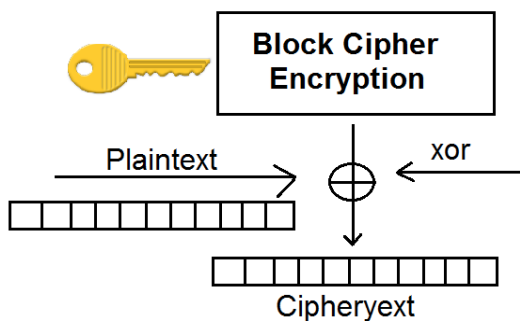 Block Cipher
Encryption
Plaintext
xor
Cipheryext